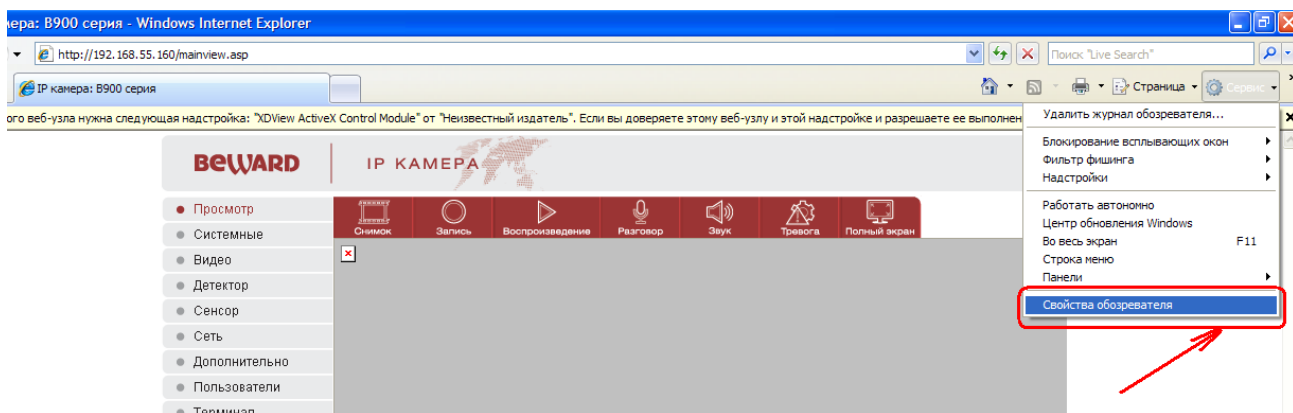 мера: B900 серия - Windows Internet Explorer
http://192.168.55.160/mainview.asp
Поиск "Live Search"
IP камера: B900 серия
Страница
Сервис
ого веб-узла нужна следующая надстройка: "XDView ActiveX Control Module" от "Неизвестный издатель". Если вы доверяете этому веб-узлу и этой надстройке и разрешаете ее выполнен
Удалить журнал обозревателя...
Блокирование всплывающих окон
Фильтр фишинга
Надстройки
Работать автономно
Центр обновления Windows
Во весь экран F11
Строка меню
Панели
Свойства обозревателя
BEWARD
IP КАМЕРА
Снимок Запись Воспроизведение Разговор Звук Тревога Полный экран
Просмотр
Системные
Видео
Детектор
Сенсор
Сеть
Дополнительно
Пользователи
Терминал